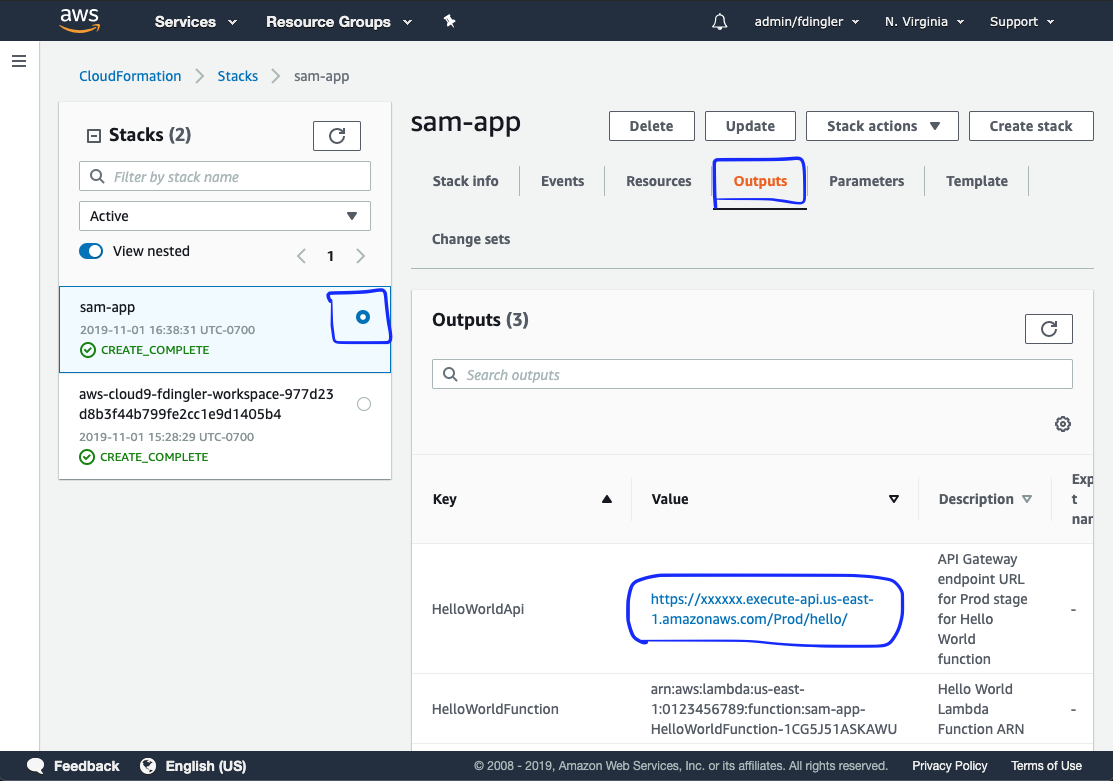 aws
Services
Resource Groups
admin/fdingler
N. Virginia
Support
CloudFormation
Stacks
sam-app
Stacks (2)
Filter by stack name
Active
View nested
1
sam-app
2019-11-01 16:38:31 UTC-0700
CREATE_COMPLETE
aws-cloud9-fdingler-workspace-977d23
d8b3f44b799fe2cc1e9d1405b4
2019-11-01 15:28:29 UTC-0700
CREATE_COMPLETE
sam-app
Delete
Update
Stack actions
Create stack
Stack info
Events
Resources
Outputs
Parameters
Template
Change sets
Outputs (3)
Search outputs
Key
Value
Description
Exp
t
nar
HelloWorldApi
https://xxxxxx.execute-api.us-east-
1.amazonaws.com/Prod/hello/
API Gateway
endpoint URL
for Prod stage
for Hello
World
function
-
HelloWorldFunction
arn:aws:lambda:us-east-
1:0123456789:function:sam-app-
HelloWorldFunction-1CG5J51ASKAWU
Hello World
Lambda
Function ARN
-
Feedback
English (US)
© 2008 - 2019, Amazon Web Services, Inc. or its affiliates. All rights reserved.
Privacy Policy
Terms of Use